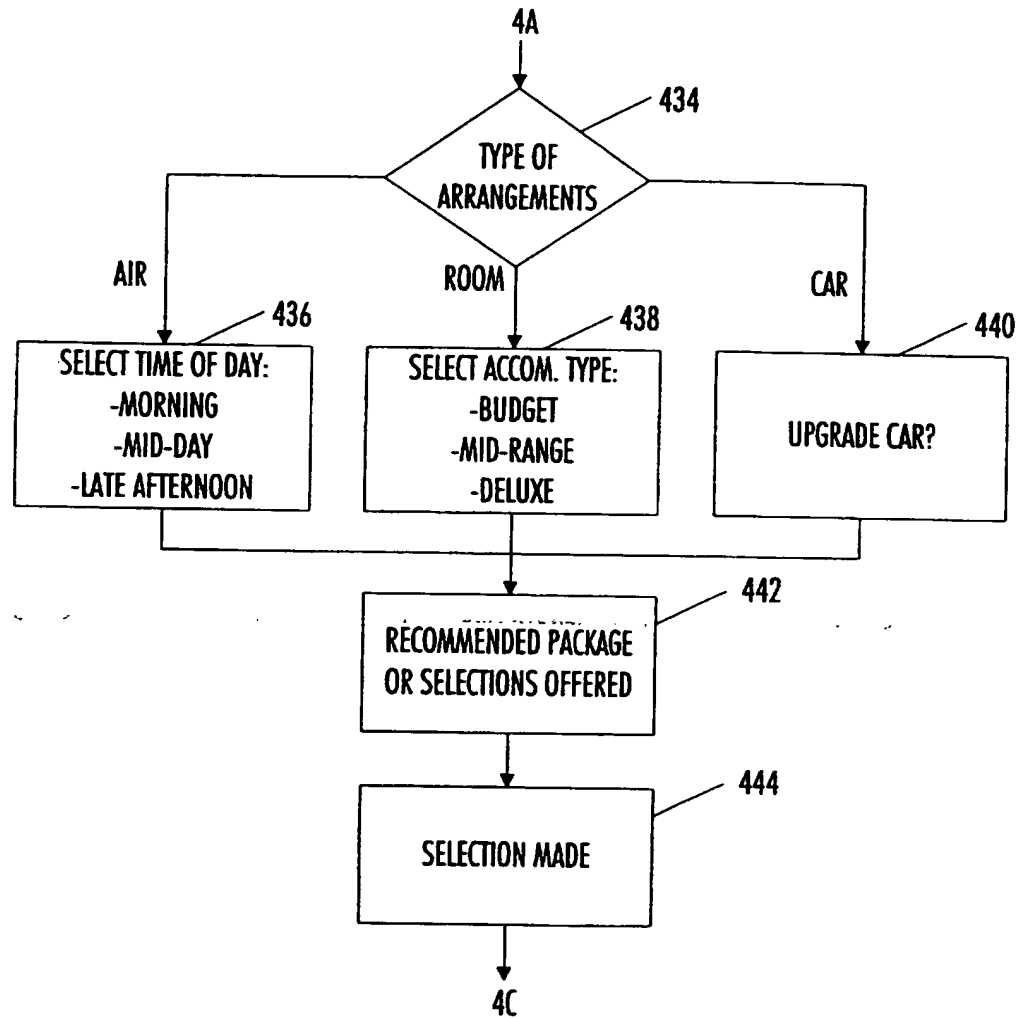 4A
434
TYPE OF
ARRANGEMENTS
AIR
ROOM
CAR
436
438
440
SELECT TIME OF DAY:
-MORNING
-MID-DAY
-LATE AFTERNOON
SELECT ACCOM. TYPE:
-BUDGET
-MID-RANGE
-DELUXE
UPGRADE CAR?
442
RECOMMENDED PACKAGE
OR SELECTIONS OFFERED
444
SELECTION MADE
4C